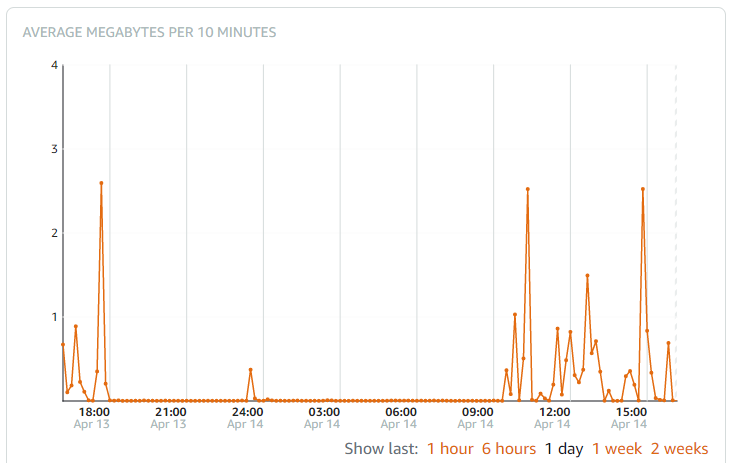 AVERAGE MEGABYTES PER 10 MINUTES
4
3
2
1
18:00 21:00 24:00 03:00 06:00 09:00 12:00 15:00
Apr 13 Apr 13 Apr 14 Apr 14 Apr 14 Apr 14 Apr 14 Apr 14
Show last: 1 hour 6 hours 1 day 1 week 2 weeks